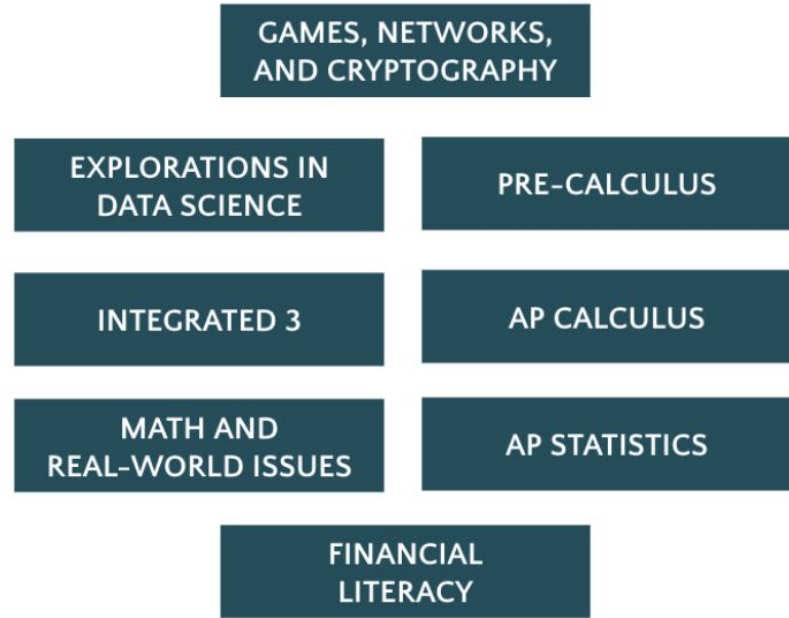 GAMES, NETWORKS,
AND CRYPTOGRAPHY
EXPLORATIONS IN
DATA SCIENCE
PRE-CALCULUS
INTEGRATED 3
AP CALCULUS
MATH AND
REAL-WORLD ISSUES
AP STATISTICS
FINANCIAL
LITERACY